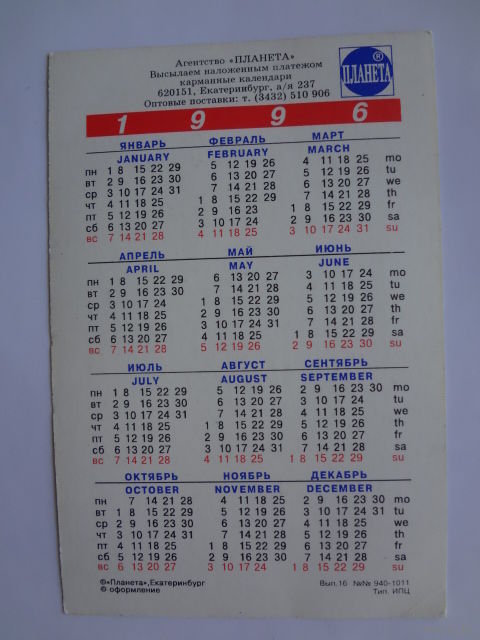 Агентство «ПЛАНЕТА"
Высылаем наложенным платежом
карманные календари
620151, Екатеринбург, а/я 237
Оптовые поставки: т. (3432) 510 906
® ПЛАНЕТА
1 9 9 6
ЯНВАРЬ ФЕВРАЛЬ МАРТ
JANUARY FEBRUARY MARCH
пн 1 8 15 22 29 5 12 19 26 4 11 18 25 mo
вт 2 9 16 23 30 6 13 20 27 5 12 19 26 tu
ср 3 10 17 24 31 7 14 21 28 6 13 20 27 we
чт 4 11 18 25 1 8 15 22 29 7 14 21 28 th
пт 5 12 19 26 2 9 16 23 1 8 15 22 29 fr
сб 6 13 20 27 3 10 17 24 2 9 16 23 30 sa
вс 7 14 21 28 4 11 18 25 3 10 17 24 31 su
АПРЕЛЬ МАЙ ИЮНЬ
APRIL MAY JUNE
пн 1 8 15 22 29 6 13 20 27 3 10 17 24 mo
вт 2 9 16 23 30 7 14 21 28 4 11 18 25 tu
ср 3 10 17 24 1 8 15 22 29 5 12 19 26 we
чт 4 11 18 25 2 9 16 23 30 6 13 20 27 th
пт 5 12 19 26 3 10 17 24 31 7 14 21 28 fr
сб 6 13 20 27 4 11 18 25 1 8 15 22 29 sa
вс 7 14 21 28 5 12 19 26 2 9 16 23 30 su
ИЮЛЬ АВГУСТ СЕНТЯБРЬ
JULY AUGUST SEPTEMBER
пн 1 8 15 22 29 5 12 19 26 2 9 16 23 30 mo
вт 2 9 16 23 30 6 13 20 27 3 10 17 24 tu
ср 3 10 17 24 31 7 14 21 28 4 11 18 25 we
чт 4 11 18 25 1 8 15 22 29 5 12 19 26 th
пт 5 12 19 26 2 9 16 23 30 6 13 20 27 fr
сб 6 13 20 27 3 10 17 24 31 7 14 21 28 sa
вс 7 14 21 28 4 11 18 25 1 8 15 22 29 su
ОКТЯБРЬ НОЯБРЬ ДЕКАБРЬ
OCTOBER NOVEMBER DECEMBER
пн 7 14 21 28 4 11 18 25 2 9 16 23 30 mo
вт 1 8 15 22 29 5 12 19 26 3 10 17 24 31 tu
ср 2 9 16 23 30 6 13 20 27 4 11 18 25 we
чт 3 10 17 24 31 7 14 21 28 5 12 19 26 th
пт 4 11 18 25 1 8 15 22 29 6 13 20 27 fr
сб 5 12 19 26 2 9 16 23 30 7 14 21 28 sa
вс 6 13 20 27 3 10 17 24 1 8 15 22 29 su
©«Планета»,Екатеринбург Вып.16 №№ 940-1011
© оформление Тип. ИПЦ